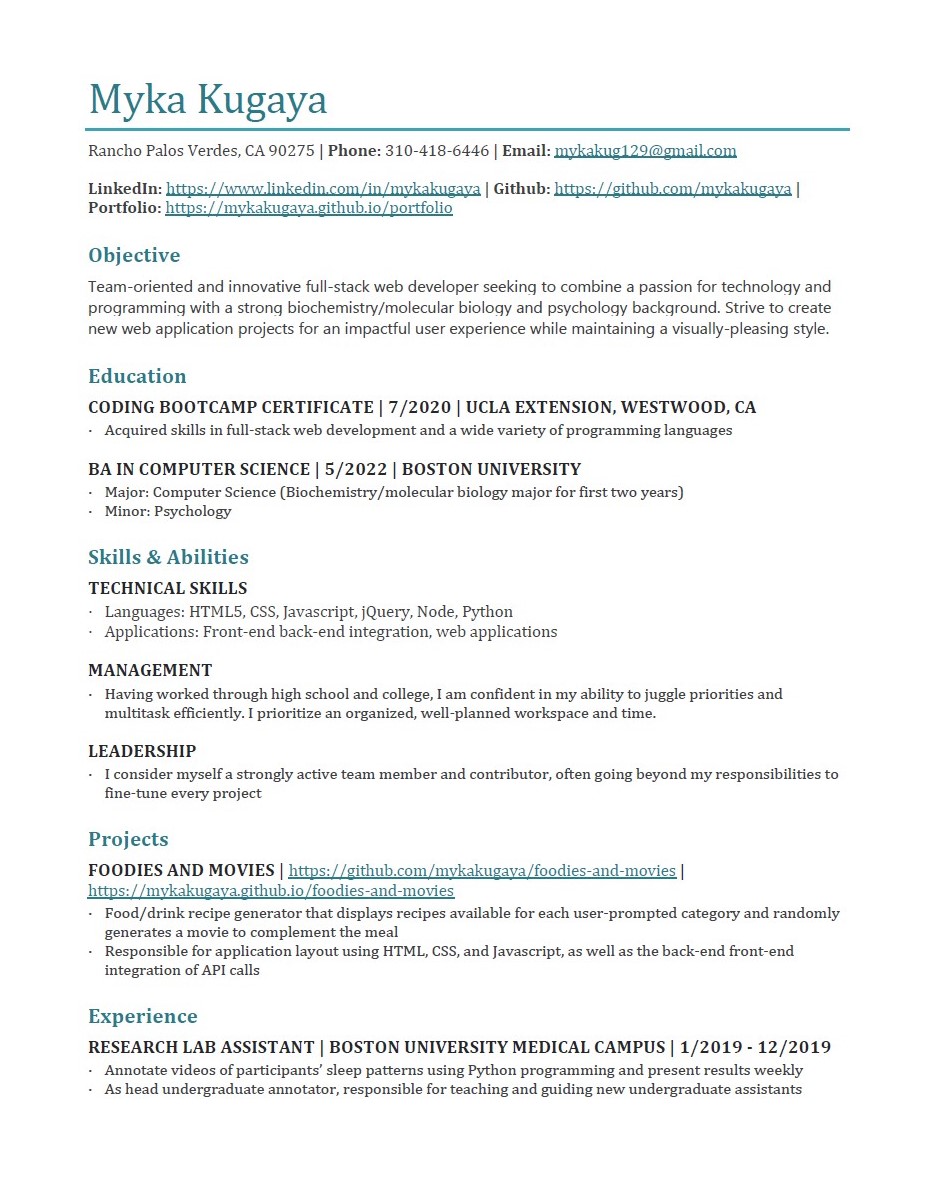 Myka Kugaya
Rancho Palos Verdes, CA 90275 | Phone: 310-418-6446 | Email: mykakug129@gmail.com
LinkedIn: https://www.linkedin.com/in/mykakugaya | Github: https://github.com/mykakugaya |
Portfolio: https://mykakugaya.github.io/portfolio
Objective
Team-oriented and innovative full-stack web developer seeking to combine a passion for technology and
programming with a strong biochemistry/molecular biology and psychology background. Strive to create
new web application projects for an impactful user experience while maintaining a visually-pleasing style.
Education
CODING BOOTCAMP CERTIFICATE | 7/2020 | UCLA EXTENSION, WESTWOOD, CA
· Acquired skills in full-stack web development and a wide variety of programming languages
BA IN COMPUTER SCIENCE | 5/2022 | BOSTON UNIVERSITY
· Major: Computer Science (Biochemistry/molecular biology major for first two years)
· Minor: Psychology
Skills & Abilities
TECHNICAL SKILLS
· Languages: HTML5, CSS, Javascript, jQuery, Node, Python
· Applications: Front-end back-end integration, web applications
MANAGEMENT
· Having worked through high school and college, I am confident in my ability to juggle priorities and
multitask efficiently. I prioritize an organized, well-planned workspace and time.
LEADERSHIP
· I consider myself a strongly active team member and contributor, often going beyond my responsibilities to
fine-tune every project
Projects
FOODIES AND MOVIES | https://github.com/mykakugaya/foodies-and-movies |
https://mykakugaya.github.io/foodies-and-movies
· Food/drink recipe generator that displays recipes available for each user-prompted category and randomly
generates a movie to complement the meal
· Responsible for application layout using HTML, CSS, and Javascript, as well as the back-end front-end
integration of API calls
Experience
RESEARCH LAB ASSISTANT | BOSTON UNIVERSITY MEDICAL CAMPUS | 1/2019 - 12/2019
· Annotate videos of participants’ sleep patterns using Python programming and present results weekly
· As head undergraduate annotator, responsible for teaching and guiding new undergraduate assistants